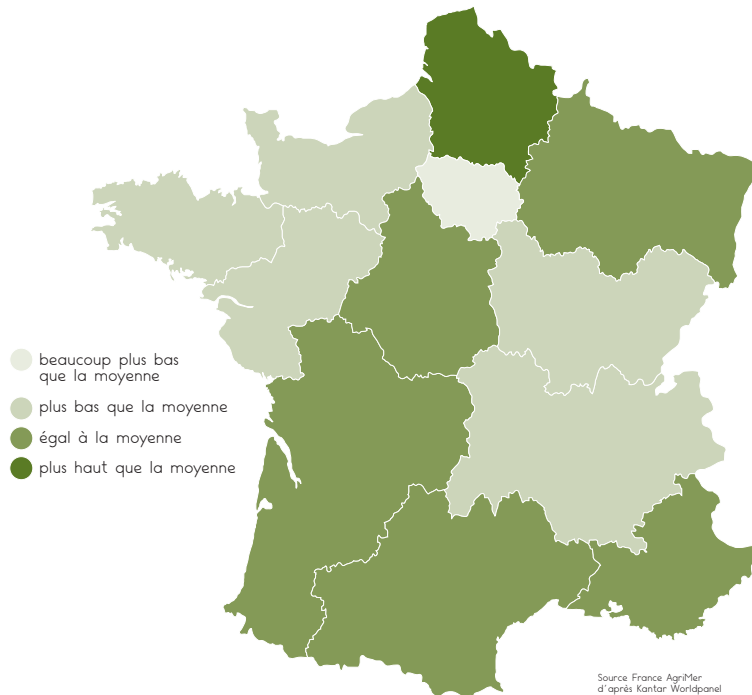 beaucoup plus bas
que la moyenne
plus bas que la moyenne
égal à la moyenne
plus haut que la moyenne
Source France AgriMer
d'après Kantar Worldpanel